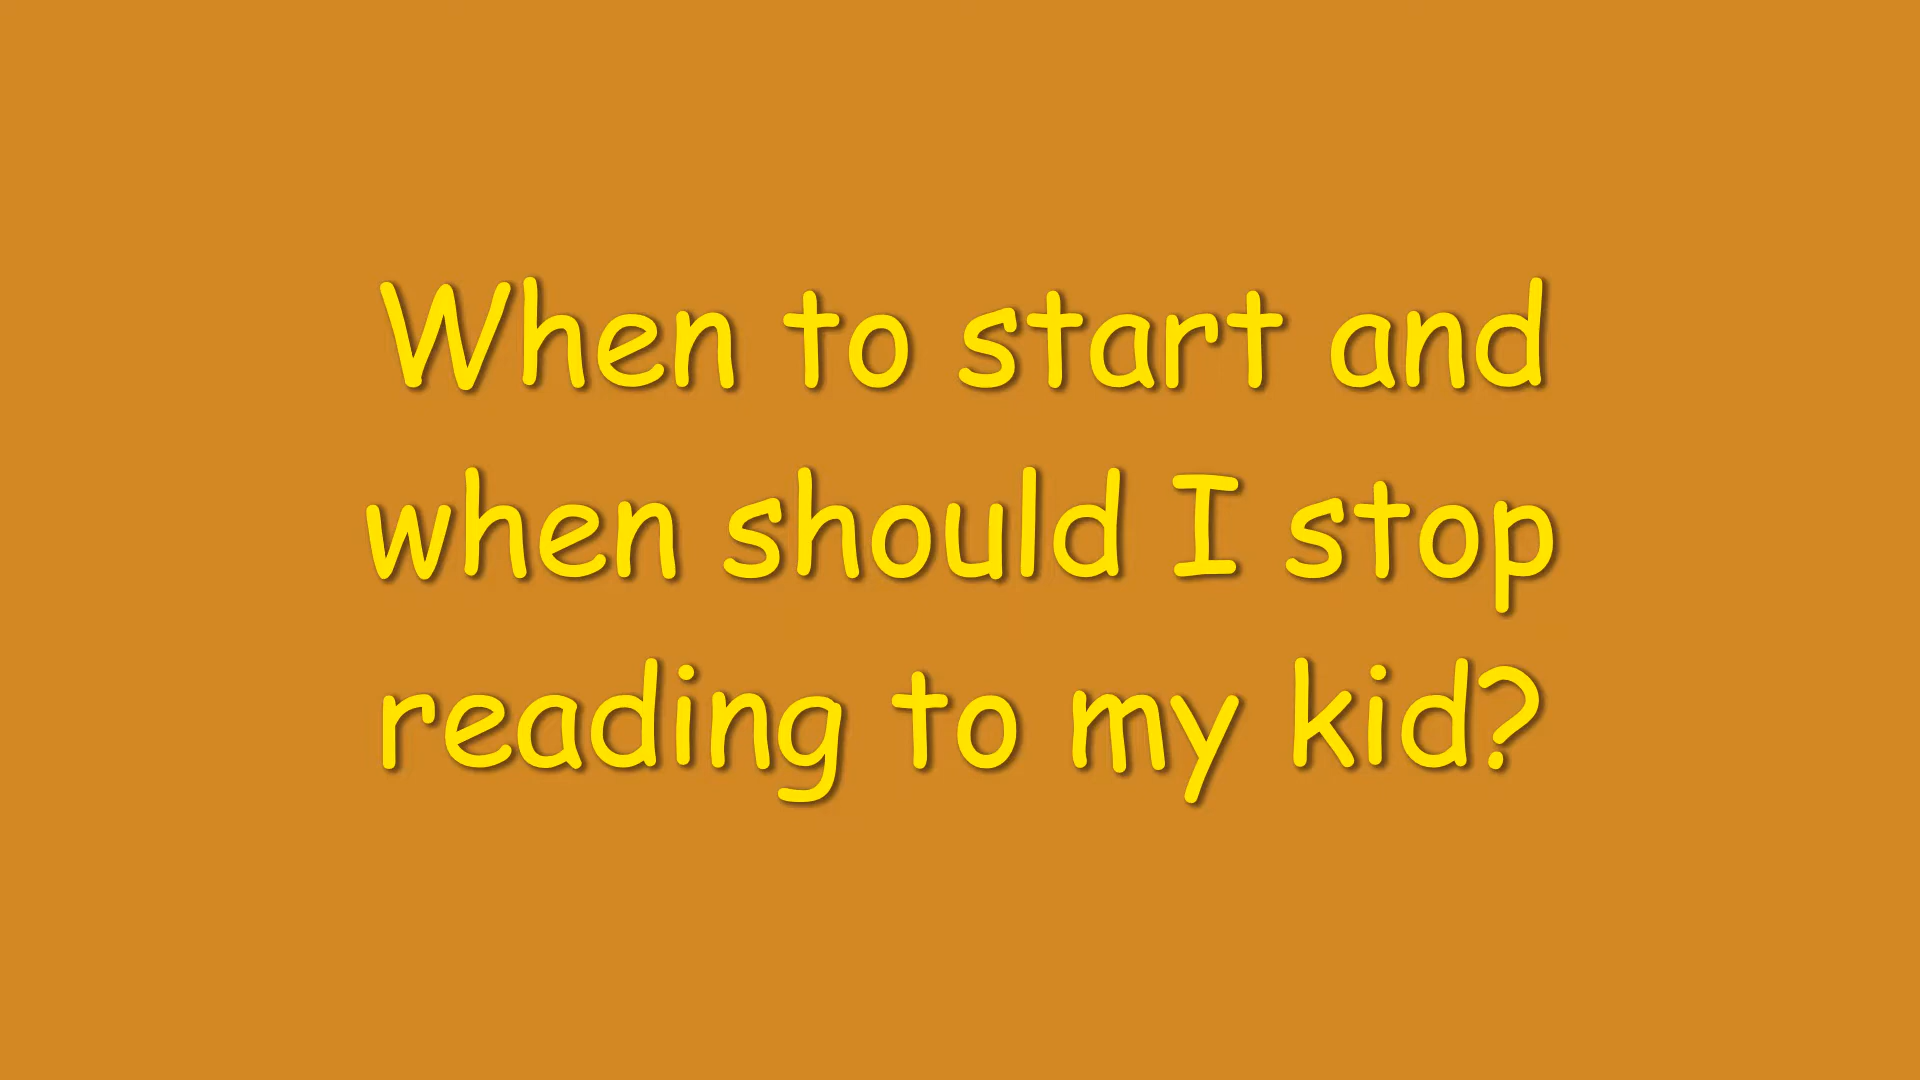 When to start and
when should I stop
reading to my kid?